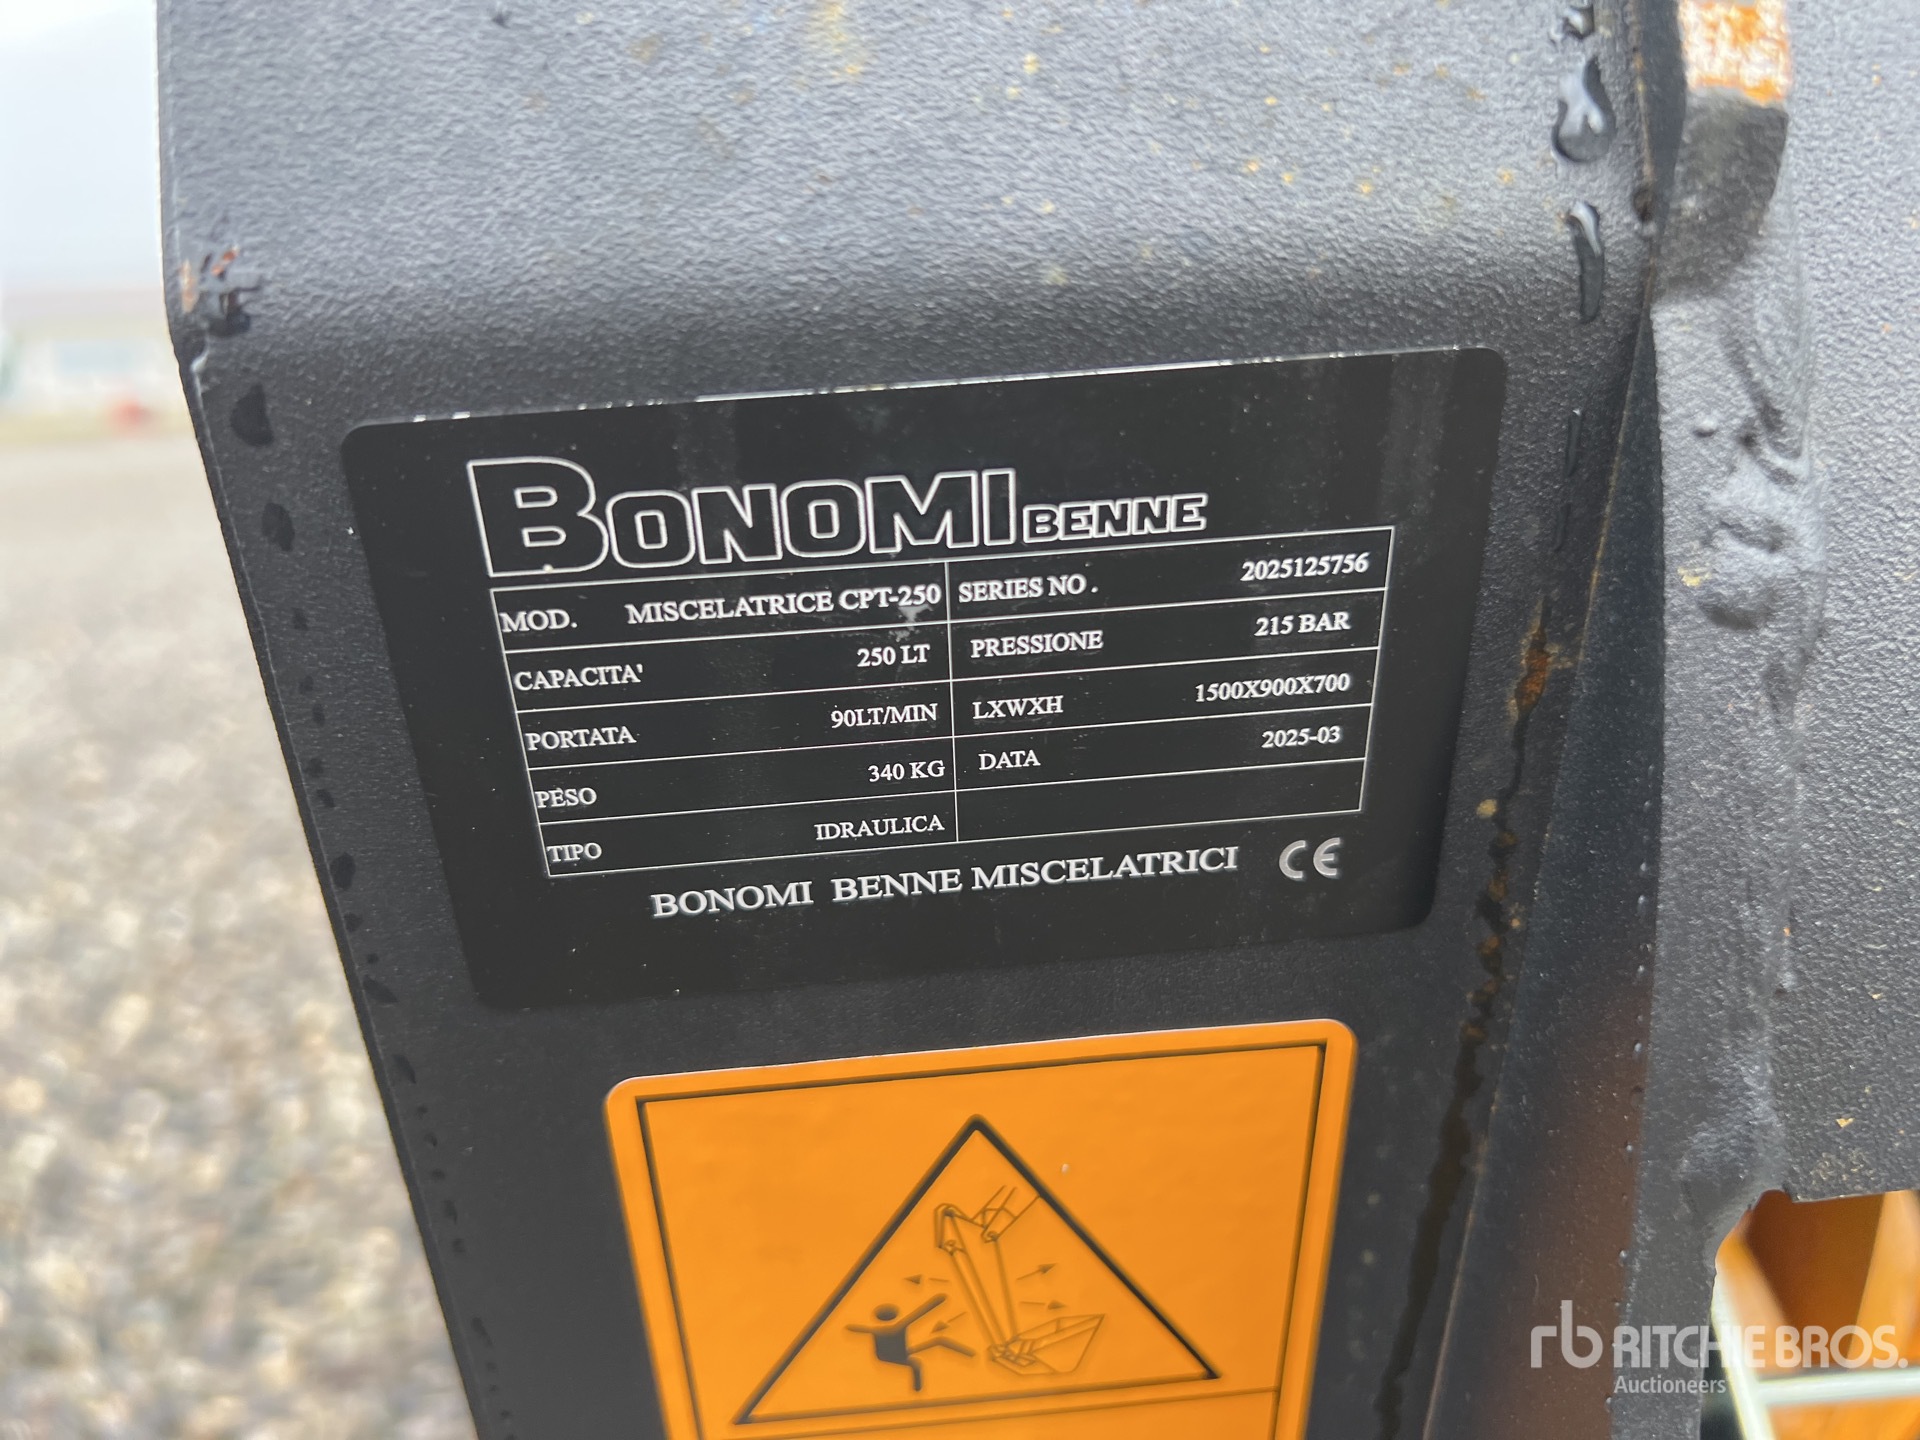 BONOMI BENNE
MOD. MISCELATRICE CPT-250 SERIES NO. 2025125756
CAPACITA' 250 LT PRESSIONE 215 BAR
PORTATA 90LT/MIN LXWXH 1500X900X700
PESO 340 KG DATA 2025-03
TIPO IDRAULICA
BONOMI BENNE MISCELATRICI CE
rb RITCHIE BROS.
Auctioneers